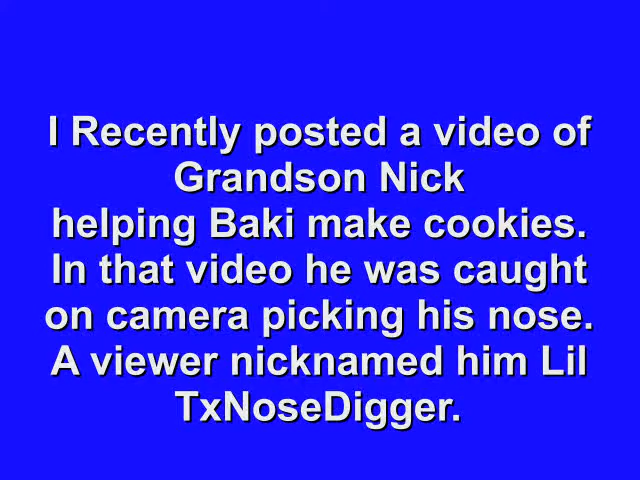 I Recently posted a video of
Grandson Nick
helping Baki make cookies.
In that video he was caught
on camera picking his nose.
A viewer nicknamed him Lil
TxNoseDigger.